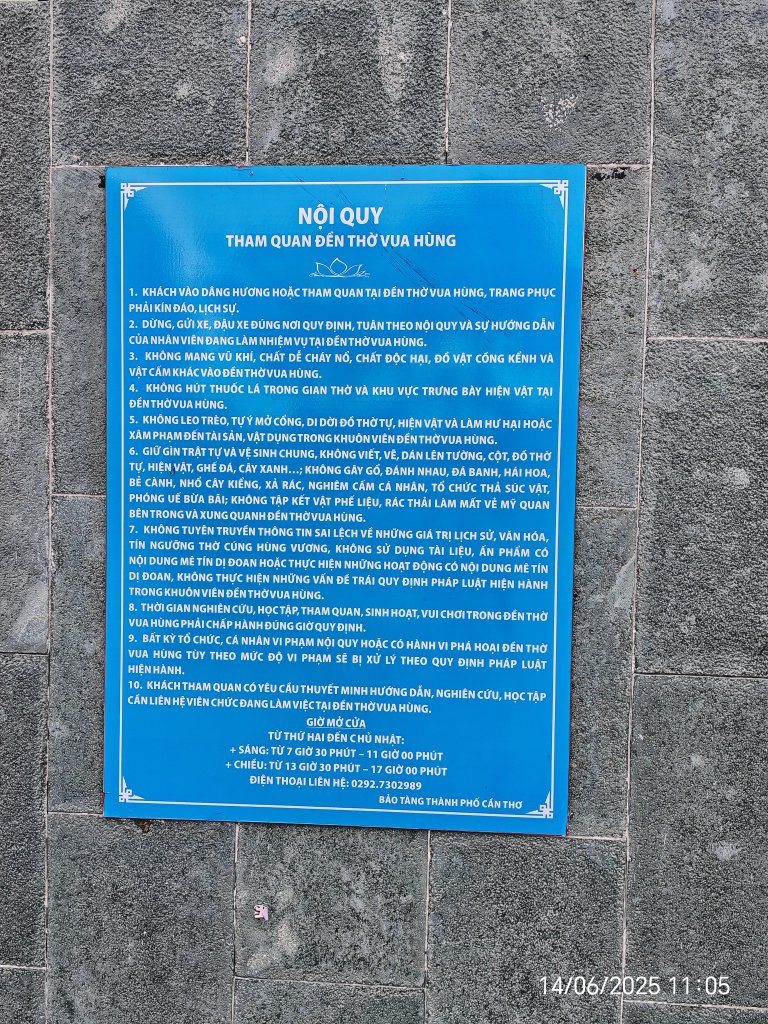 NỘI QUY
THAM QUAN ĐỀN THỜ VUA HÙNG
1. KHÁCH VÀO DÂNG HƯƠNG HOẶC THAM QUAN TẠI ĐỀN THỜ VUA HÙNG, TRANG PHỤC
PHẢI KÍN ĐÁO, LỊCH SỰ.
2. DỪNG, GỬI XE, ĐẬU XE ĐÚNG NƠI QUY ĐỊNH, TUÂN THEO NỘI QUY VÀ SỰ HƯỚNG DẪN
CỦA NHÂN VIÊN ĐANG LÀM NHIỆM VỤ TẠI ĐỀN THỜ VUA HÙNG.
3. KHÔNG MANG VŨ KHÍ, CHẤT DỄ CHÁY NỔ, CHẤT ĐỘC HẠI, ĐỒ VẬT CỒNG KỀNH VÀ
VẬT CẤM KHÁC VÀO ĐỀN THỜ VUA HÙNG.
4. KHÔNG HÚT THUỐC LÁ TRONG GIAN THỜ VÀ KHU VỰC TRƯNG BÀY HIỆN VẬT TẠI
ĐỀN THỜ VUA HÙNG.
5. KHÔNG LEO TRÈO, TỰ Ý MỞ CỔNG, DI DỜI ĐỒ THỜ TỰ, HIỆN VẬT VÀ LÀM HƯ HẠI HOẶC
XÂM PHẠM ĐẾN TÀI SẢN, VẬT DỤNG TRONG KHUÔN VIÊN ĐỀN THỜ VUA HÙNG.
6. GIỮ GÌN TRẬT TỰ VÀ VỆ SINH CHUNG, KHÔNG VIẾT, VẼ, DÁN LÊN TƯỜNG, CỘT, ĐỒ THỜ
TỰ, HIỆN VẬT, GHẾ ĐÁ, CÂY XANH...; KHÔNG GÂY GỔ, ĐÁNH NHAU, ĐÁ BANH, HÁI HOA,
BẺ CÀNH, NHỔ CÂY KIỂNG, XẢ RÁC, NGHIÊM CẤM CÁ NHÂN, TỔ CHỨC THẢ SÚC VẬT,
PHÓNG UẾ BỪA BÃI; KHÔNG TẬP KẾT VẬT PHẾ LIỆU, RÁC THẢI LÀM MẤT VẺ MỸ QUAN
BÊN TRONG VÀ XUNG QUANH ĐỀN THỜ VUA HÙNG.
7. KHÔNG TUYÊN TRUYỀN THÔNG TIN SAI LỆCH VỀ NHỮNG GIÁ TRỊ LỊCH SỬ, VĂN HÓA,
TÍN NGƯỠNG THỜ CÚNG HÙNG VƯƠNG, KHÔNG SỬ DỤNG TÀI LIỆU, ẤN PHẨM CÓ
NỘI DUNG MÊ TÍN DỊ ĐOAN HOẶC THỰC HIỆN NHỮNG HOẠT ĐỘNG CÓ NỘI DUNG MÊ TÍN
DỊ ĐOAN, KHÔNG THỰC HIỆN NHỮNG VẤN ĐỀ TRÁI QUY ĐỊNH PHÁP LUẬT HIỆN HÀNH
TRONG KHUÔN VIÊN ĐỀN THỜ VUA HÙNG.
8. THỜI GIAN NGHIÊN CỨU, HỌC TẬP, THAM QUAN, SINH HOẠT, VUI CHƠI TRONG ĐỀN THỜ
VUA HÙNG PHẢI CHẤP HÀNH ĐÚNG GIỜ QUY ĐỊNH.
9. BẤT KỲ TỔ CHỨC, CÁ NHÂN VI PHẠM NỘI QUY HOẶC CÓ HÀNH VI PHÁ HOẠI ĐỀN THỜ
VUA HÙNG TÙY THEO MỨC ĐỘ VI PHẠM SẼ BỊ XỬ LÝ THEO QUY ĐỊNH PHÁP LUẬT
HIỆN HÀNH.
10. KHÁCH THAM QUAN CÓ YÊU CẦU THUYẾT MINH HƯỚNG DẪN, NGHIÊN CỨU, HỌC TẬP
CẦN LIÊN HỆ VIÊN CHỨC ĐANG LÀM VIỆC TẠI ĐỀN THỜ VUA HÙNG.
GIỜ MỞ CỬA
TỪ THỨ HAI ĐẾN CHỦ NHẬT:
+ SÁNG: TỪ 7 GIỜ 30 PHÚT – 11 GIỜ 00 PHÚT
+ CHIỀU: TỪ 13 GIỜ 30 PHÚT – 17 GIỜ 00 PHÚT
ĐIỆN THOẠI LIÊN HỆ: 0292.7302989
BẢO TÀNG THÀNH PHỐ CẦN THƠ
14/06/2025 11:05